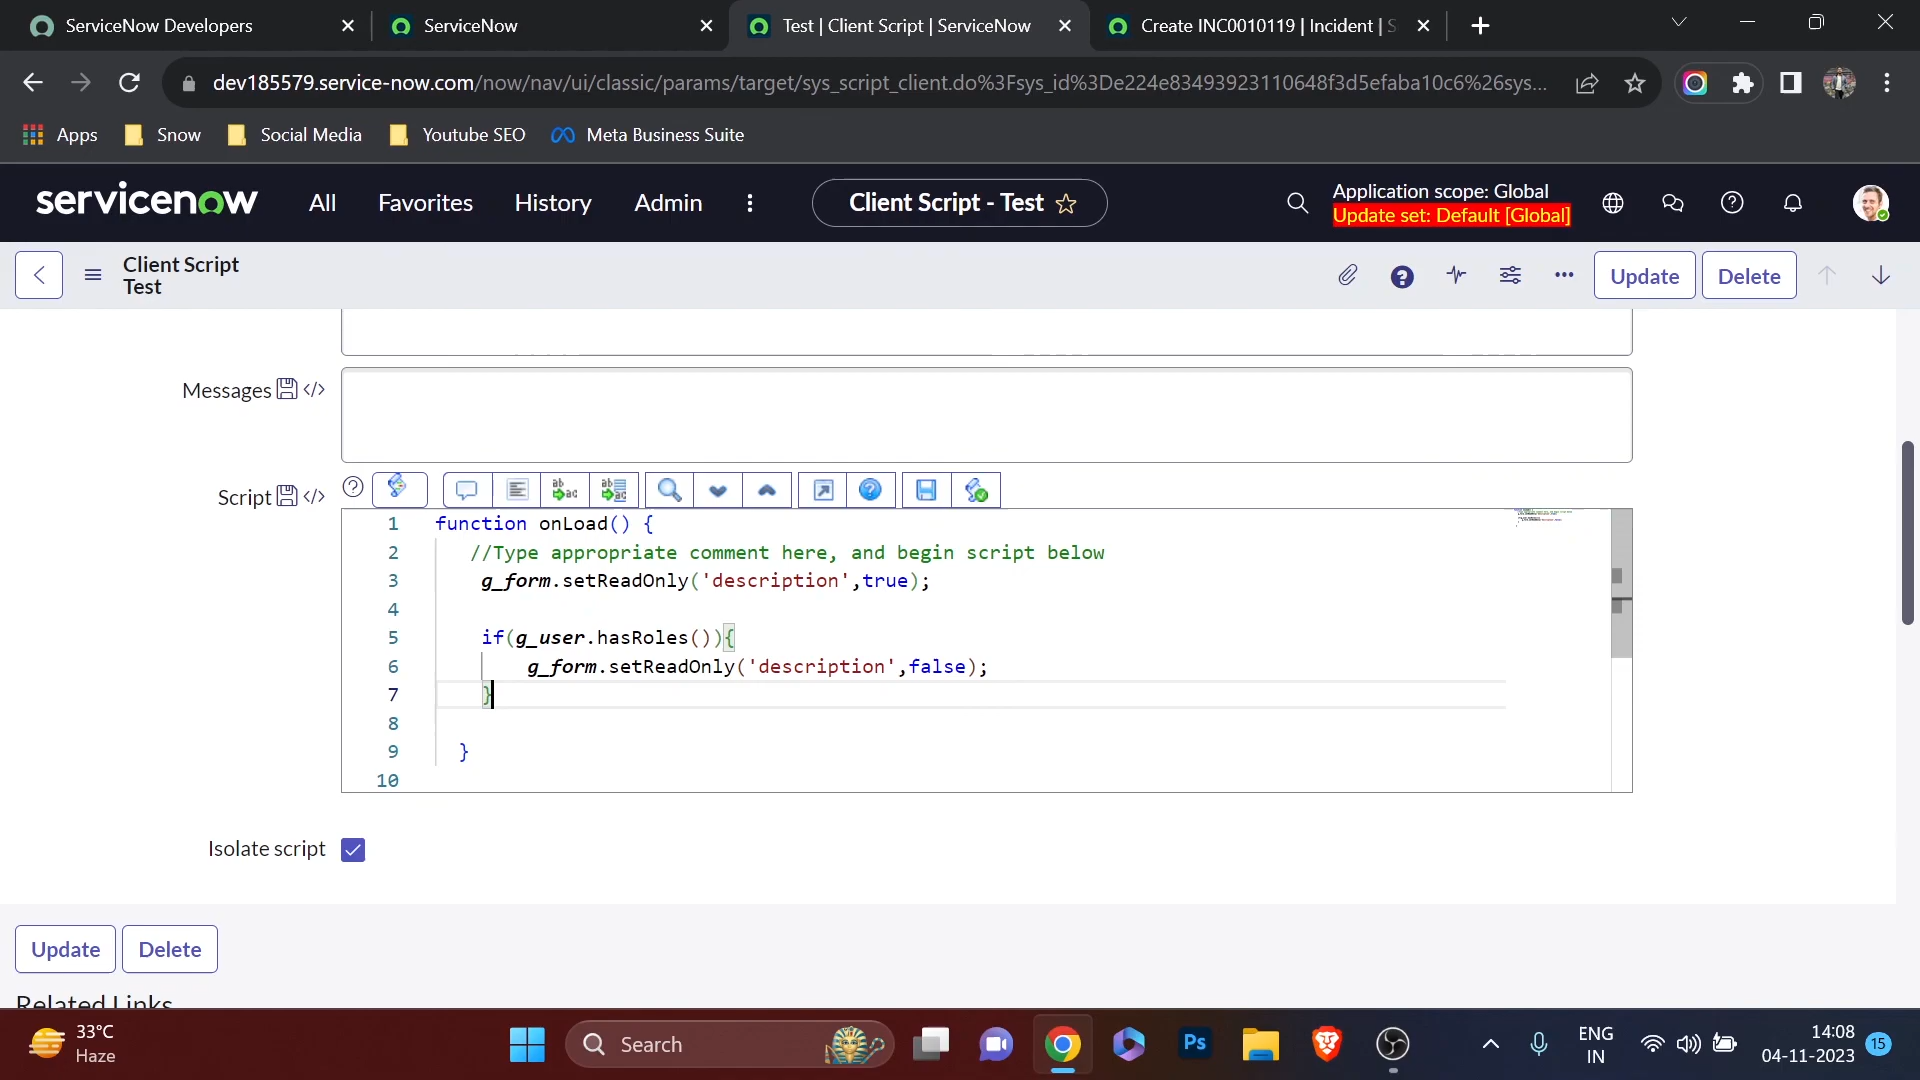 ServiceNow Developers
ServiceNow
Test | Client Script | ServiceNow
Create INC0010119 | Incident | S
dev185579.service-now.com/now/nav/ui/classic/params/target/sys_script_client.do%3Fsys_id%3De224e83493923110648f3d5efaba10c6%26sys...
Apps
Snow
Social Media
Youtube SEO
Meta Business Suite
servicenow
All
Favorites
History
Admin
Client Script - Test
Application scope: Global
Update set: Default [Global]
Client Script
Test
Update
Delete
Messages
Script
1 function onLoad() {
2 //Type appropriate comment here, and begin script below
3 g_form.setReadOnly('description',true);
4
5 if(g_user.hasRoles()){
6 g_form.setReadOnly('description',false);
7 }
8
9 }
10
Isolate script
Update
Delete
Related Links
33°C
Haze
Search
Ps
ENG
IN
14:08
04-11-2023
15